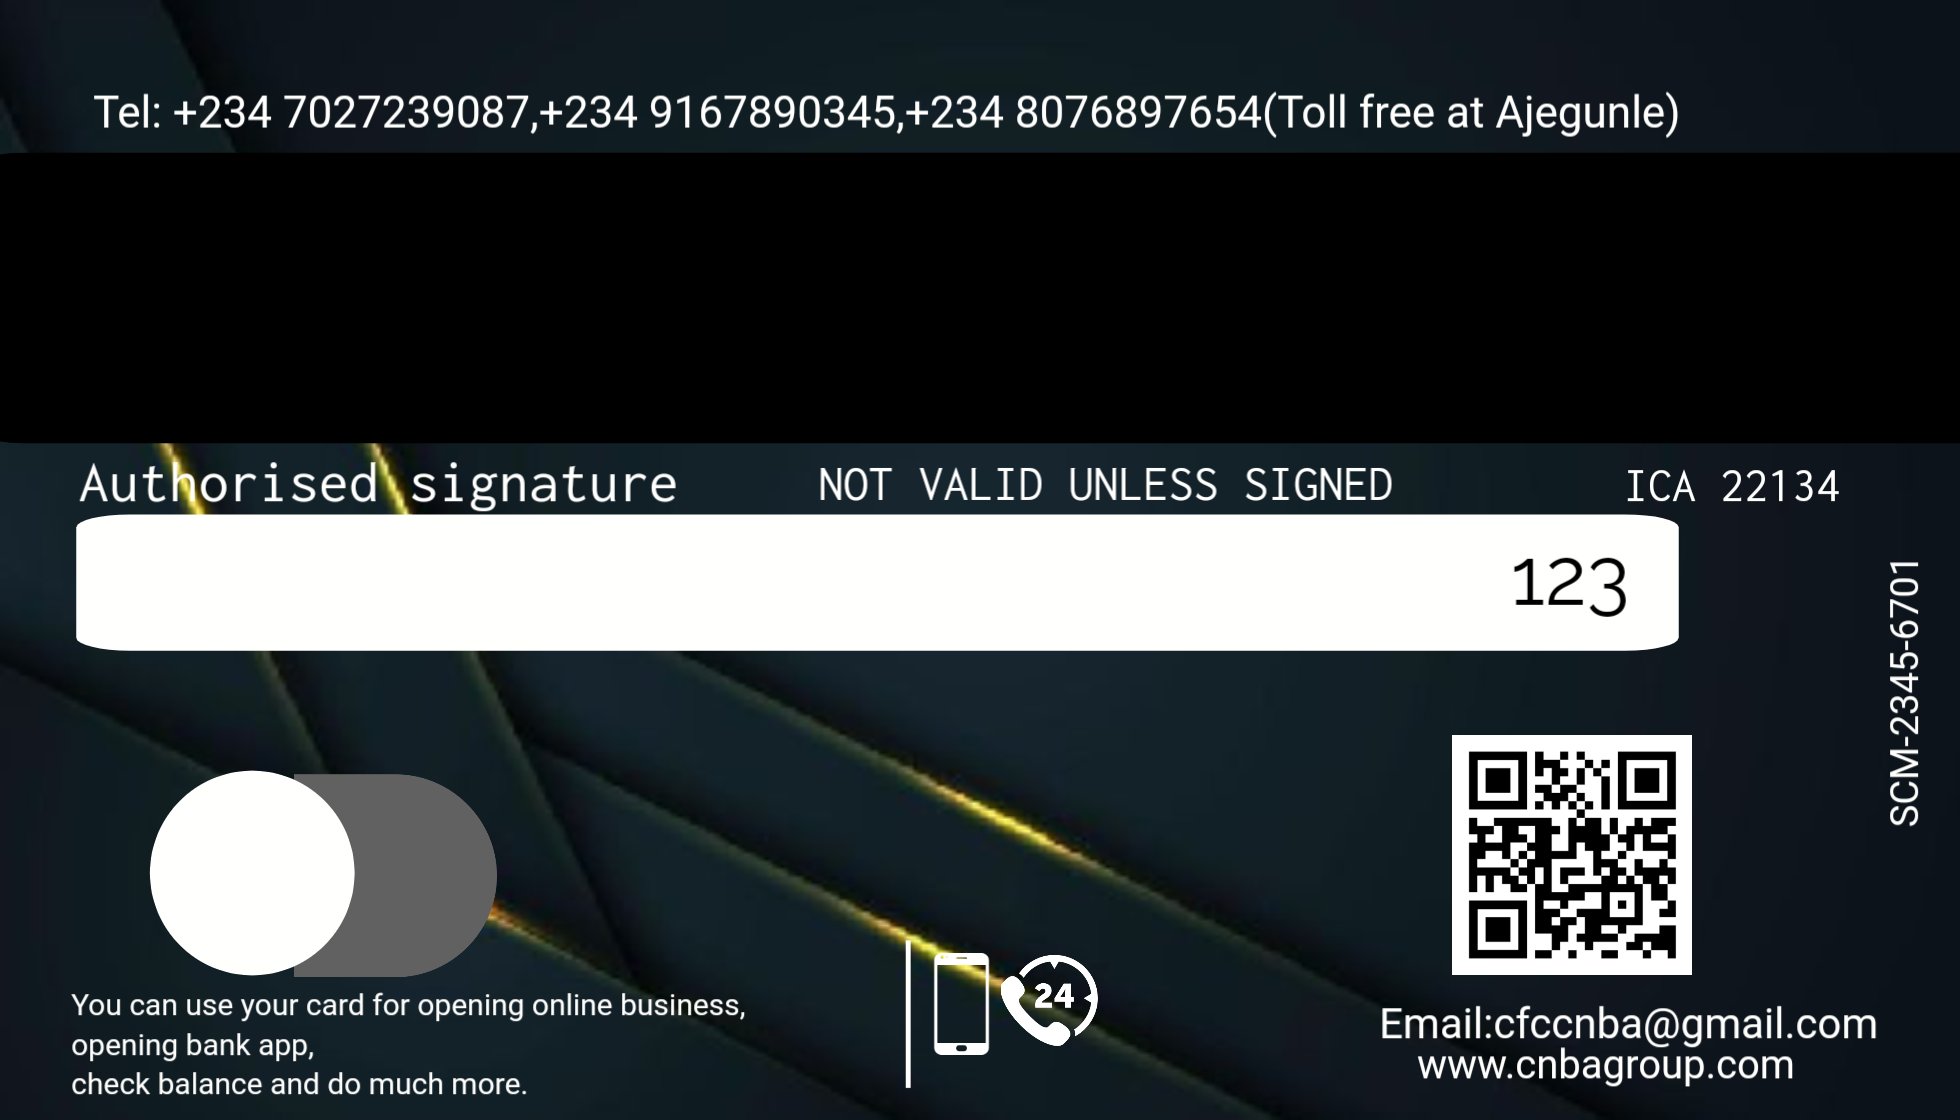 Tel: +234 7027239087,+234 9167890345,+234 8076897654(Toll free at Ajegunle)
Authorised signature NOT VALID UNLESS SIGNED ICA 22134
123
SCM-2345-6701
24
You can use your card for opening online business,
opening bank app,
check balance and do much more.
Email:cfccnba@gmail.com
www.cnbagroup.com